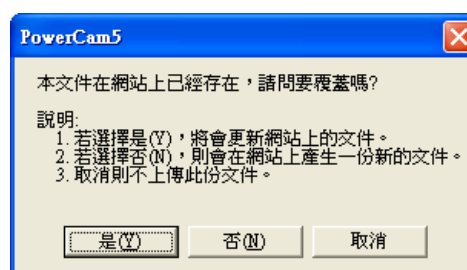 PowerCam5
本文件在網站上已經存在，請問要覆蓋嗎?
說明:
1. 若選擇是(Y)，將會更新網站上的文件。
2. 若選擇否(N)，則會在網站上產生一份新的文件。
3. 取消則不上傳此份文件。
是(Y) 否(N) 取消